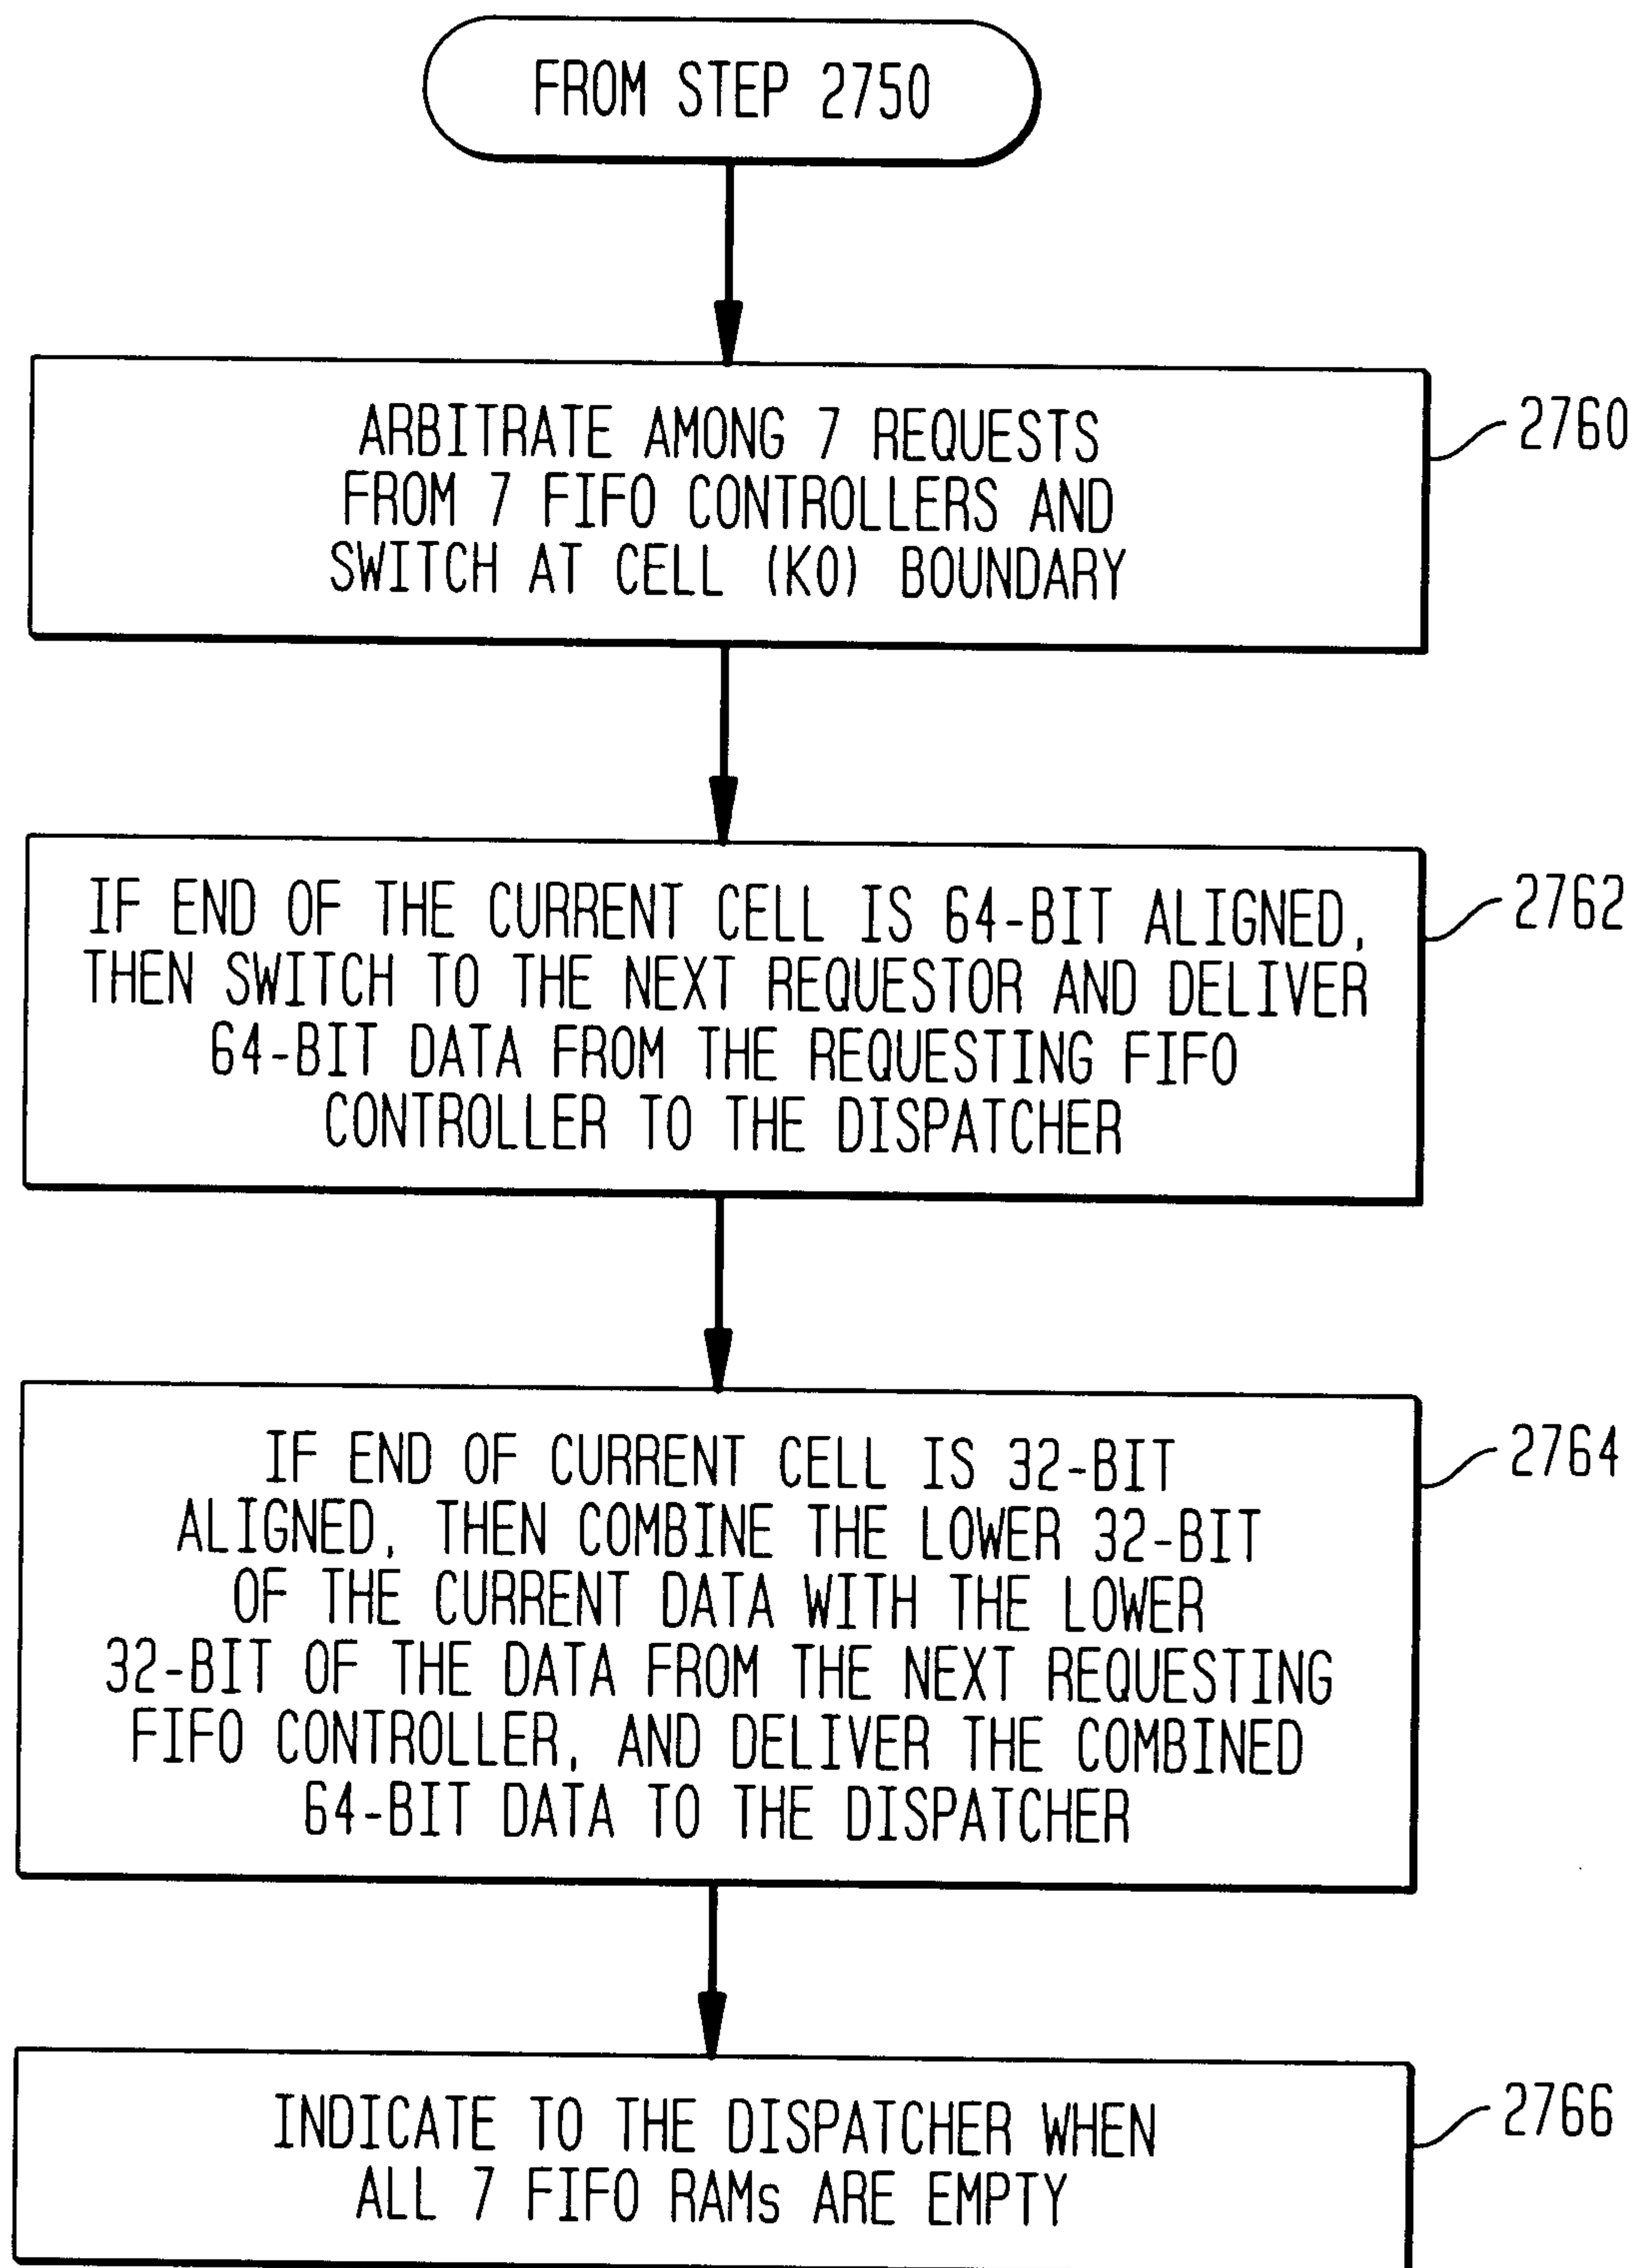 FROM STEP 2750
ARBITRATE AMONG 7 REQUESTS
FROM 7 FIFO CONTROLLERS AND
SWITCH AT CELL (K0) BOUNDARY
2760
IF END OF THE CURRENT CELL IS 64-BIT ALIGNED,
THEN SWITCH TO THE NEXT REQUESTOR AND DELIVER
64-BIT DATA FROM THE REQUESTING FIFO
CONTROLLER TO THE DISPATCHER
2762
IF END OF CURRENT CELL IS 32-BIT
ALIGNED, THEN COMBINE THE LOWER 32-BIT
OF THE CURRENT DATA WITH THE LOWER
32-BIT OF THE DATA FROM THE NEXT REQUESTING
FIFO CONTROLLER, AND DELIVER THE COMBINED
64-BIT DATA TO THE DISPATCHER
2764
INDICATE TO THE DISPATCHER WHEN
ALL 7 FIFO RAMs ARE EMPTY
2766